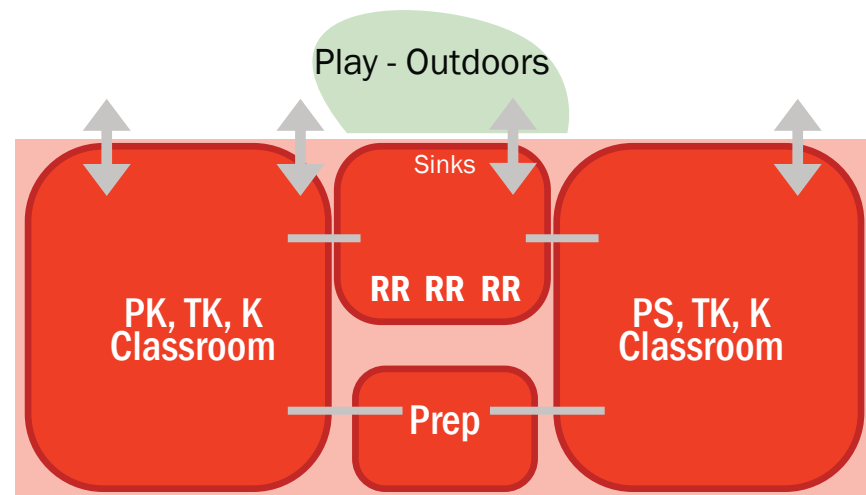 Play - Outdoors
Sinks
RR RR RR
PK, TK, K
Classroom
PS, TK, K
Classroom
Prep